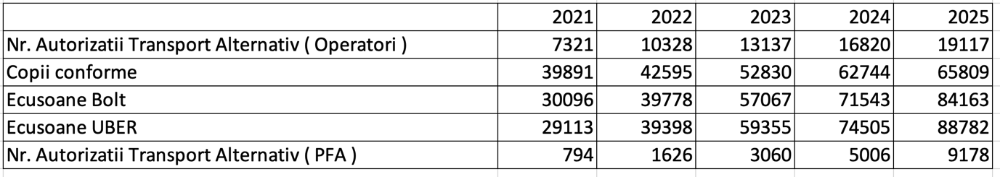 2021 2022 2023 2024 2025
Nr. Autorizatii Transport Alternativ ( Operatori ) 7321 10328 13137 16820 19117
Copii conforme 39891 42595 52830 62744 65809
Ecusoane Bolt 30096 39778 57067 71543 84163
Ecusoane UBER 29113 39398 59355 74505 88782
Nr. Autorizatii Transport Alternativ ( PFA ) 794 1626 3060 5006 9178